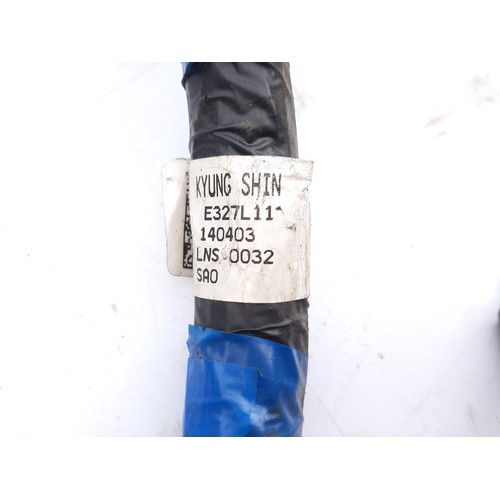 KYUNG SHIN
E327L11
140403
LNS 0032
SAO